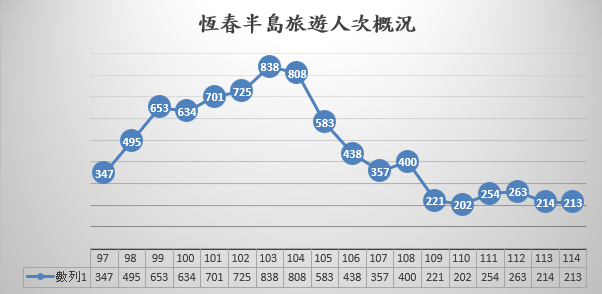 恆春半島旅遊人次概況
347 495 653 634 701 725 838 808 583 438 357 400 221 202 254 263 214 213
97 98 99 100 101 102 103 104 105 106 107 108 109 110 111 112 113 114
數列1 347 495 653 634 701 725 838 808 583 438 357 400 221 202 254 263 214 213